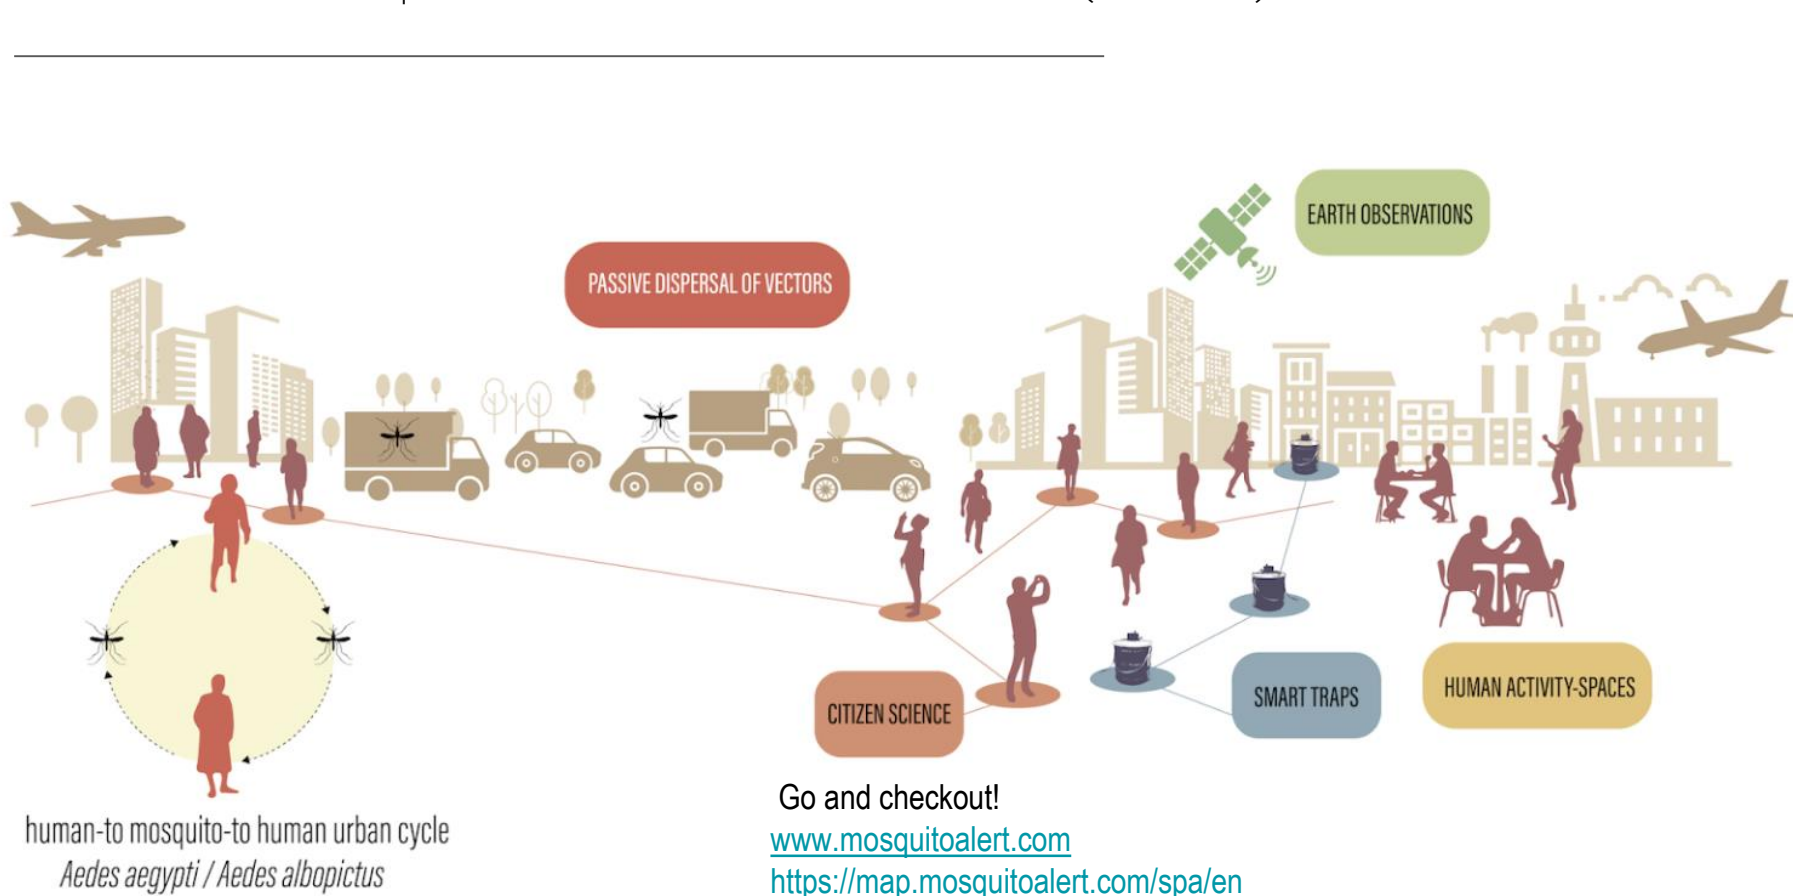 EARTH OBSERVATIONS
PASSIVE DISPERSAL OF VECTORS
CITIZEN SCIENCE
SMART TRAPS
HUMAN ACTIVITY-SPACES
human-to mosquito-to human urban cycle
Aedes aegypti / Aedes albopictus
Go and checkout!
www.mosquitoalert.com
https://map.mosquitoalert.com/spa/en